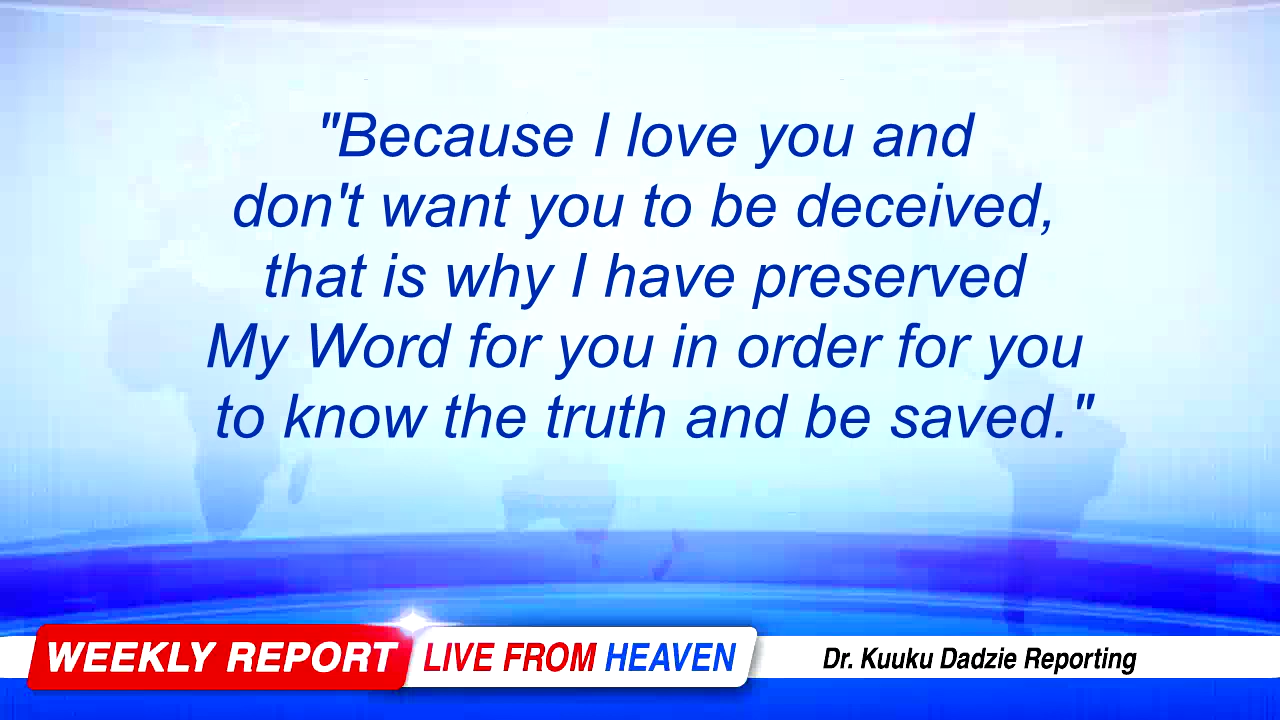 "Because I love you and
don't want you to be deceived,
that is why I have preserved
My Word for you in order for you
to know the truth and be saved."
WEEKLY REPORT LIVE FROM HEAVEN Dr. Kuuku Dadzie Reporting